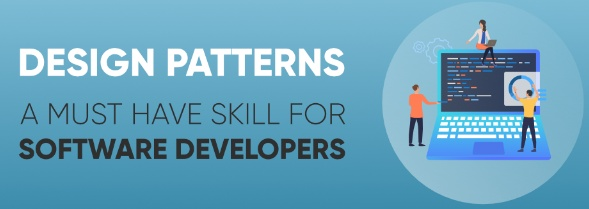 DESIGN PATTERNS
A MUST HAVE SKILL FOR
SOFTWARE DEVELOPERS